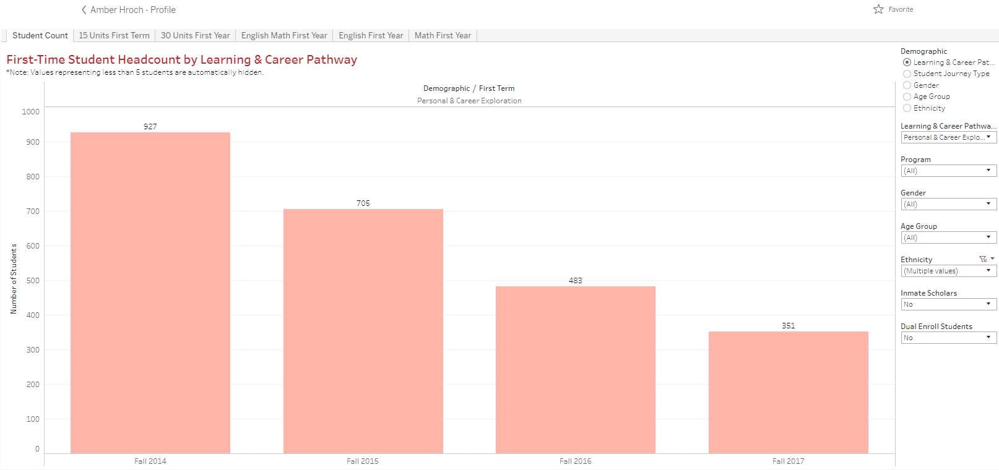 Amber Hroch - Profile
Favorite
Student Count
15 Units First Term
30 Units First Year
English Math First Year
English First Year
Math First Year
First-Time Student Headcount by Learning & Career Pathway
*Note: Values representing less than 5 students are automatically hidden.
Demographic / First Term
Personal & Career Exploration
Number of Students
1000
900
800
700
600
500
400
300
200
100
0
927
705
483
351
Fall 2014
Fall 2015
Fall 2016
Fall 2017
Demographic
Learning & Career Pat...
Student Journey Type
Gender
Age Group
Ethnicity
Learning & Career Pathwa...
Personal & Career Explo...
Program
(All)
Gender
(All)
Age Group
(All)
Ethnicity
(Multiple values)
Inmate Scholars
No
Dual Enroll Students
No